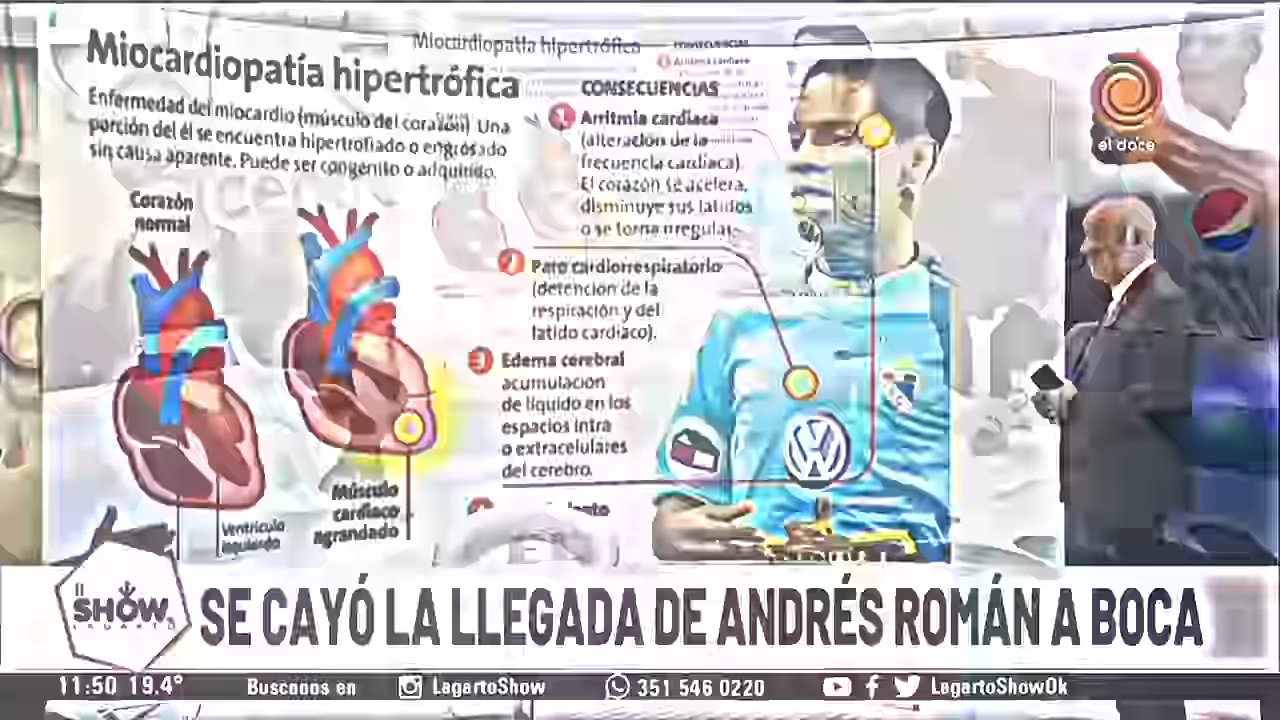 Miocardiopatía hipertrófica
Enfermedad del miocardio (músculo del corazón) Una
porción del él se encuentra hipertrofiado o engrosado
sin causa aparente. Puede ser congénito o adquirido.
Corazón
normal
Ventrículo
izquierdo
Músculo
cardíaco
agrandado
Miocardiopatía hipertrófica
CONSECUENCIAS
1 Arritmia cardíaca
(alteración de la
frecuencia cardíaca).
El corazón se acelera,
disminuye sus latidos
o se torna irregular.
2 Paro cardiorrespiratorio
(detención de la
respiración y del
latido cardíaco).
3 Edema cerebral
acumulación
de líquido en los
espacios intra
o extracelulares
del cerebro.
el doce
SHOW
SE CAYÓ LA LLEGADA DE ANDRÉS ROMÁN A BOCA
11:50 19.4° Buscanos en LagartoShow 351 546 0220 LagartoShowOk